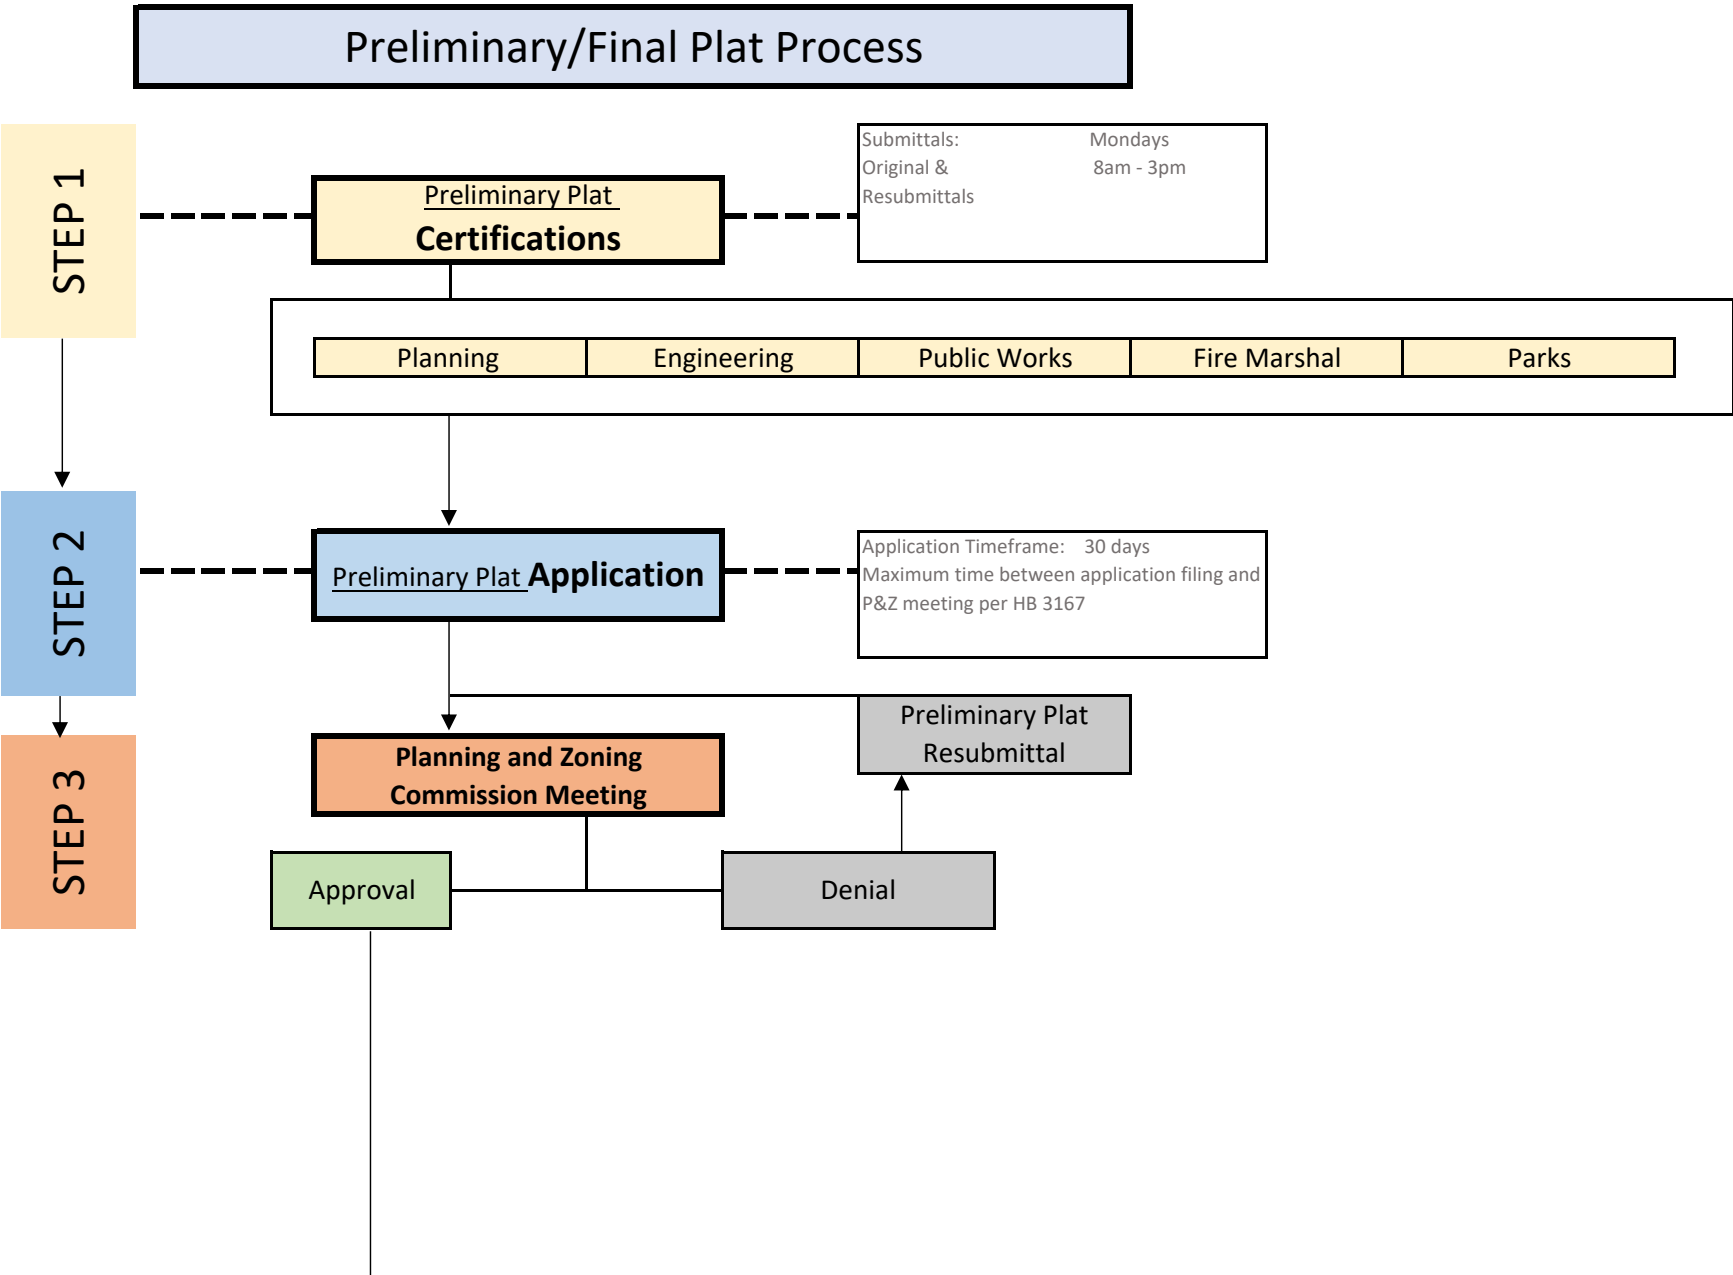 Preliminary/Final Plat Process
STEP 1
Preliminary Plat
Certifications
Submittals: Mondays
Original & 8am - 3pm
Resubmittals
Planning Engineering Public Works Fire Marshal Parks
STEP 2
Preliminary Plat Application
Application Timeframe: 30 days
Maximum time between application filing and
P&Z meeting per HB 3167
Preliminary Plat
Resubmittal
STEP 3
Planning and Zoning
Commission Meeting
Approval
Denial